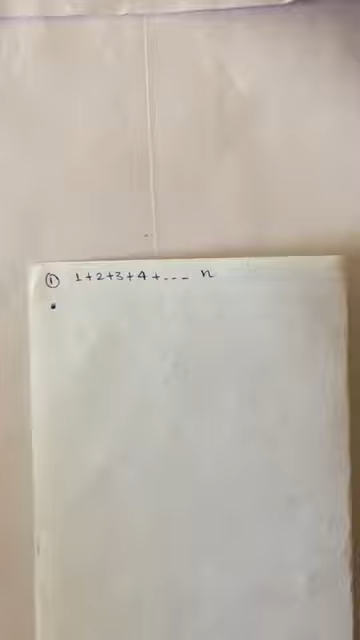 ① 1+2+3+4+--- n